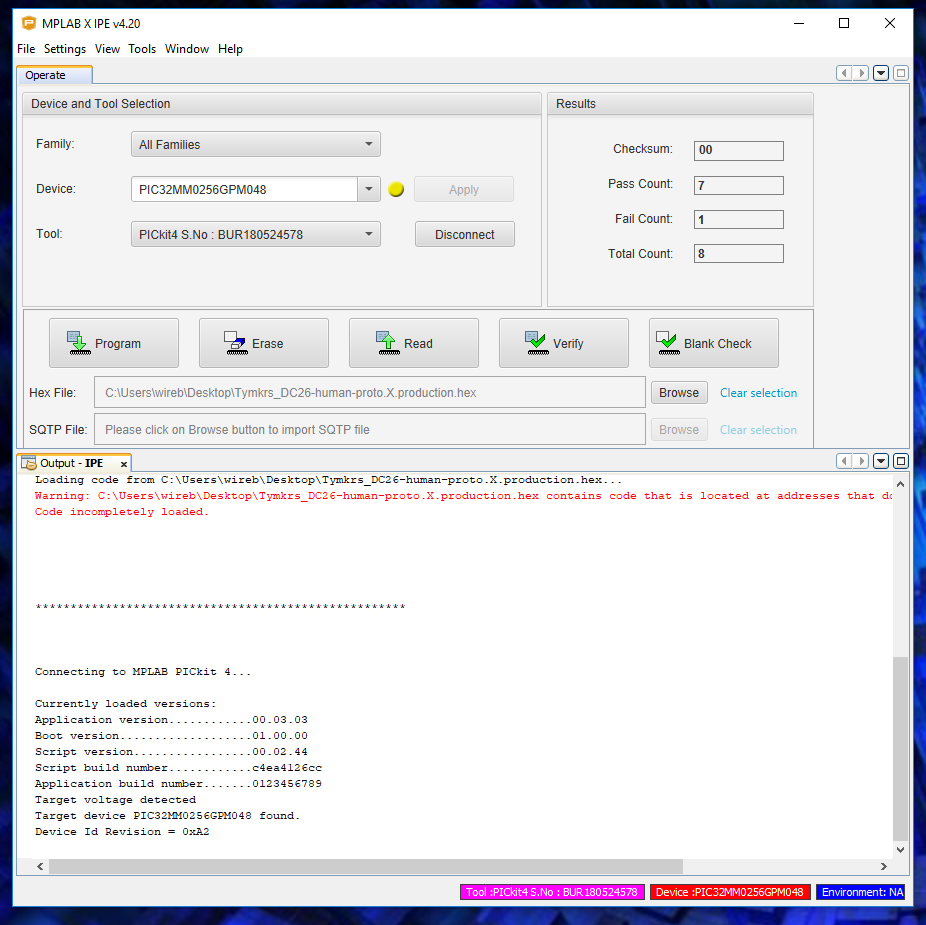 MPLAB X IPE v4.20
File Settings View Tools Window Help
Operate
Device and Tool Selection
Family: All Families
Device: PIC32MM0256GPM048 Apply
Tool: PICkit4 S.No : BUR180524578 Disconnect
Results
Checksum: 00
Pass Count: 7
Fail Count: 1
Total Count: 8
Program Erase Read Verify Blank Check
Hex File: C:\Users\wireb\Desktop\Tymkrs_DC26-human-proto.X.production.hex Browse Clear selection
SQTP File: Please click on Browse button to import SQTP file Browse Clear selection
Output - IPE x
Loading code from C:\Users\wireb\Desktop\Tymkrs_DC26-human-proto.X.production.hex...
Warning: C:\Users\wireb\Desktop\Tymkrs_DC26-human-proto.X.production.hex contains code that is located at addresses that do
Code incompletely loaded.
*****************************************************
Connecting to MPLAB PICkit 4...
Currently loaded versions:
Application version............00.03.03
Boot version...................01.00.00
Script version.................00.02.44
Script build number............c4ea4126cc
Application build number.......0123456789
Target voltage detected
Target device PIC32MM0256GPM048 found.
Device Id Revision = 0xA2
Tool :PICkit4 S.No : BUR180524578 Device :PIC32MM0256GPM048 Environment: NA